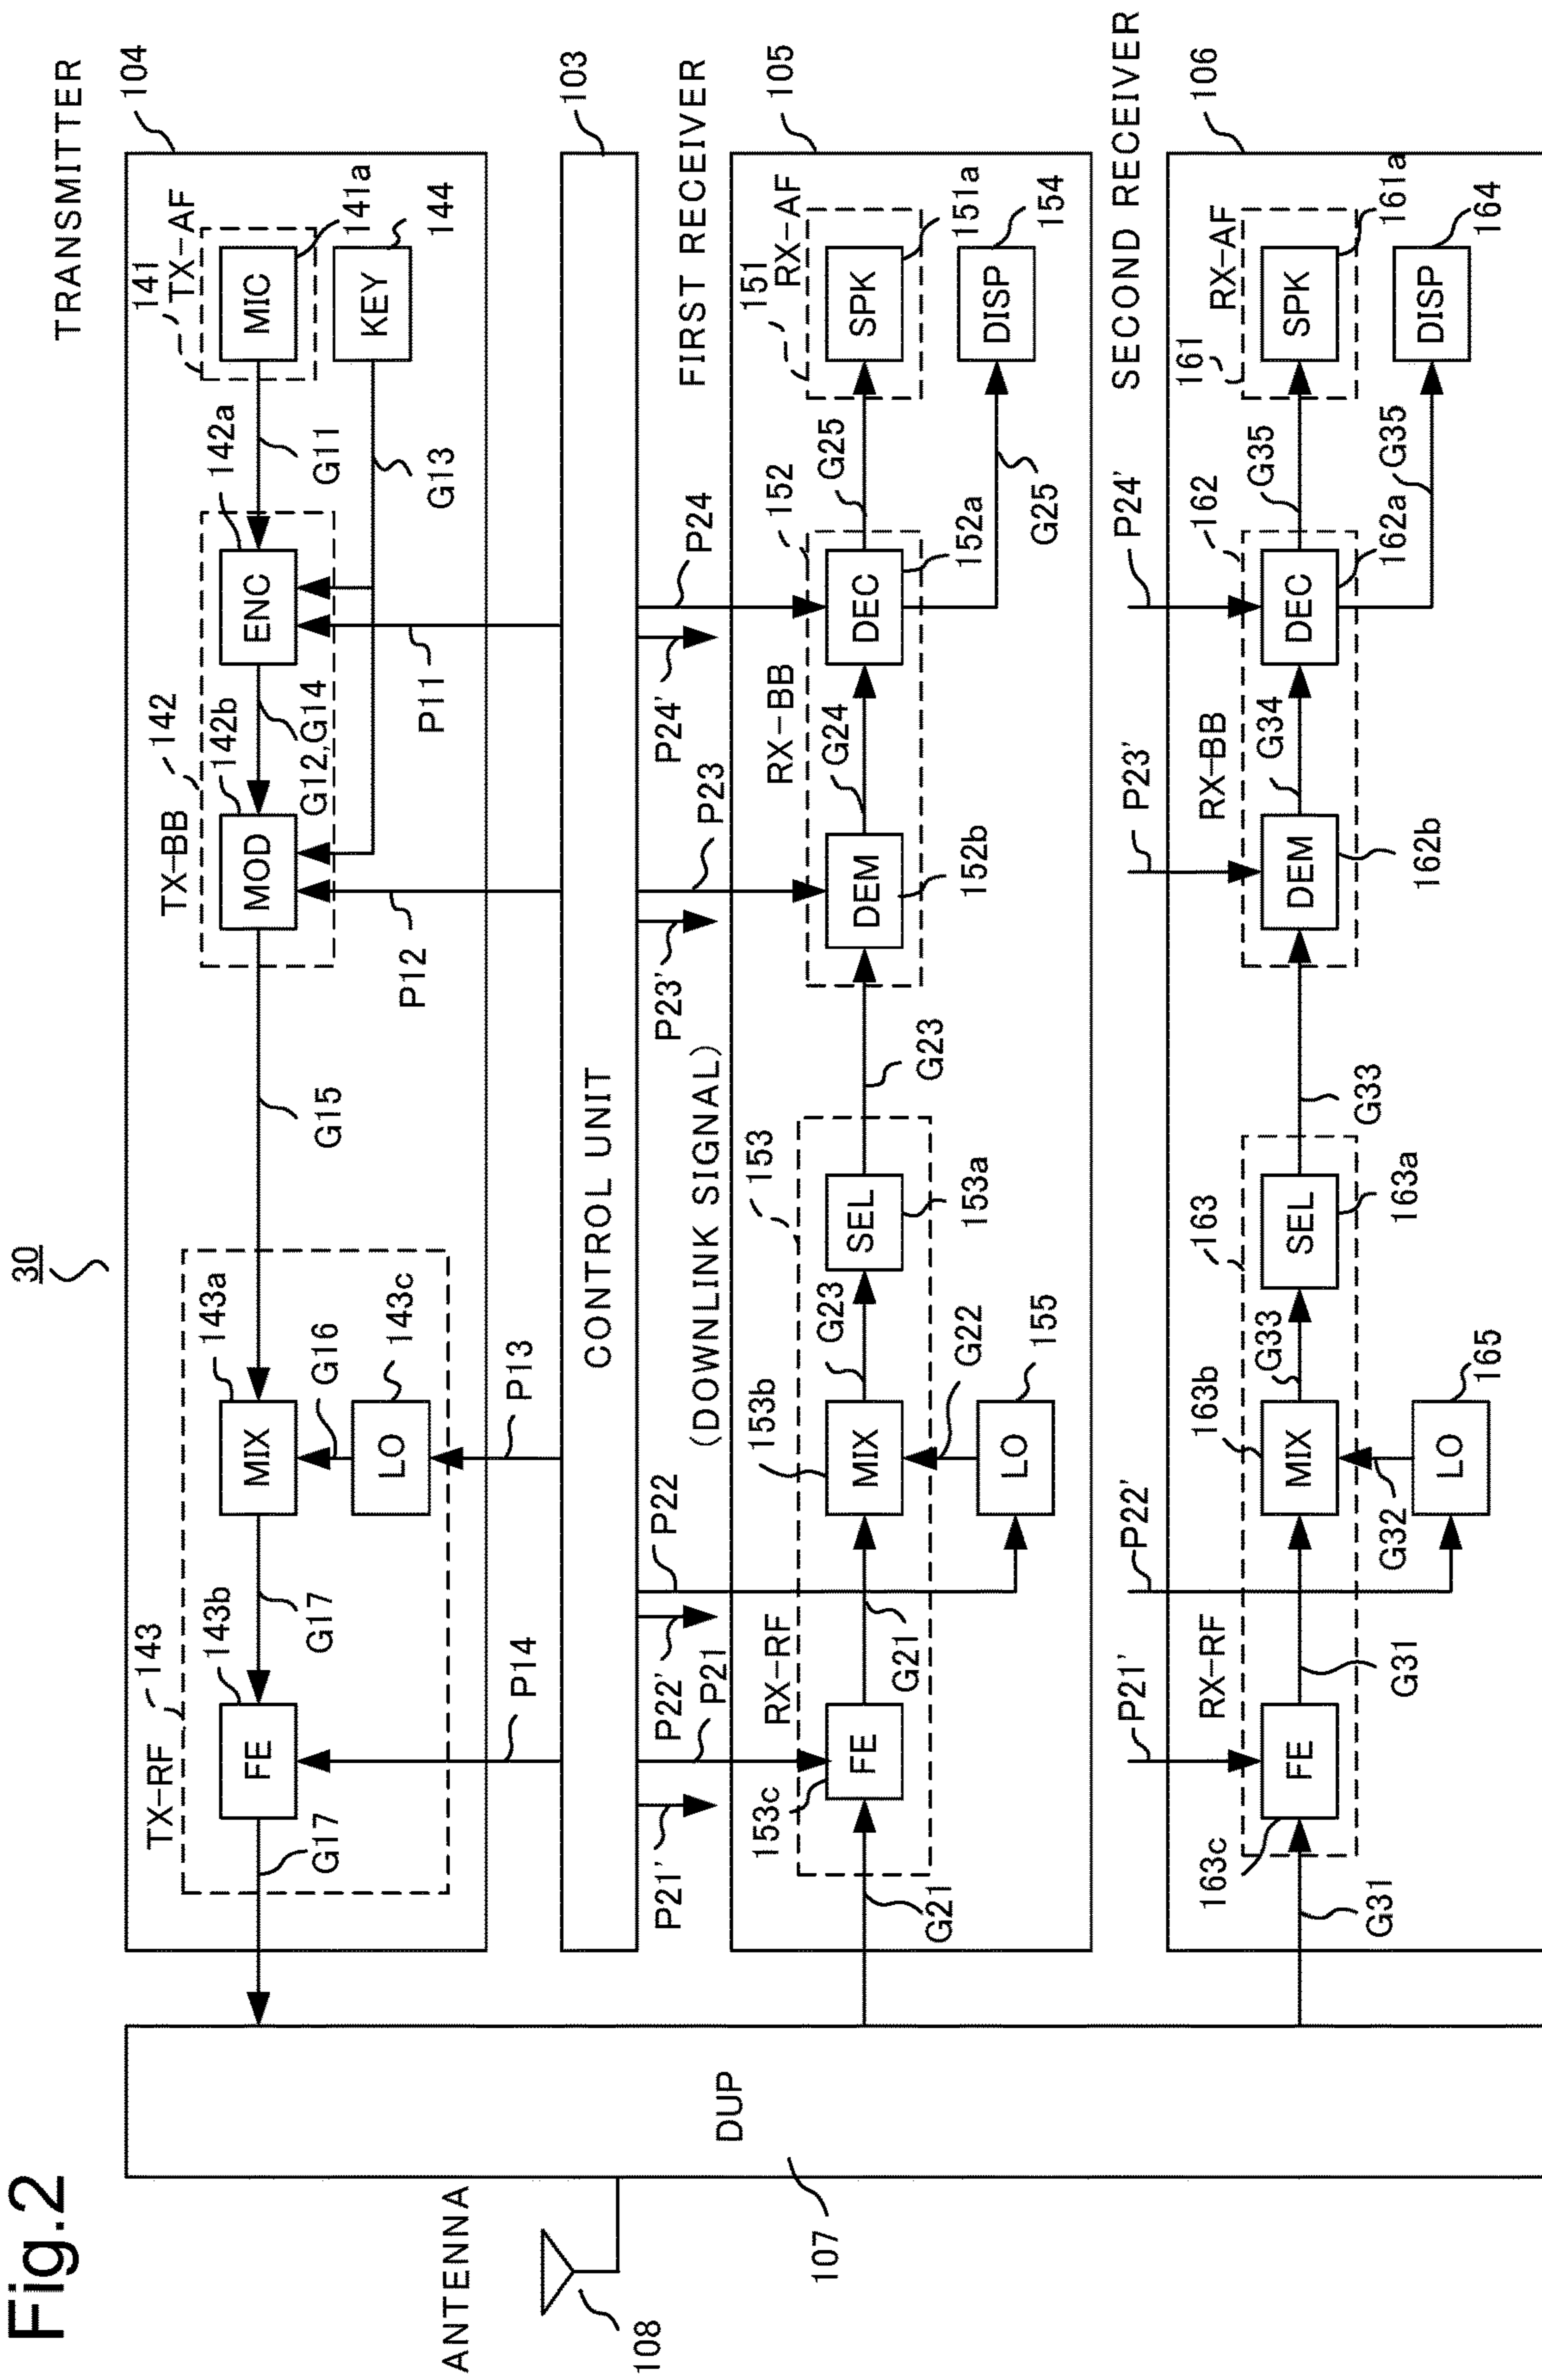 Fig.2
30
TRANSMITTER
104
141
TX-AF
MIC
141a
KEY
144
G11
G13
142a
ENC
TX-BB
142
142b
MOD
G12,G14
P11
P12
G15
143a
MIX
G16
LO
143c
P13
G17
TX-RF
143
143b
FE
P14
G17
CONTROL UNIT
103
P24
P24'
P23
P23'
P22
P22'
P21
P21'
FIRST RECEIVER
(DOWNLINK SIGNAL)
105
151
RX-AF
SPK
151a
DISP
154
G25
G25
152
RX-BB
DEC
152a
G24
DEM
152b
G23
153
SEL
153a
G23
153b
MIX
G22
LO
155
RX-RF
G21
FE
153c
G21
SECOND RECEIVER
106
161
RX-AF
SPK
161a
DISP
164
G35
G35
P24'
162
RX-BB
DEC
162a
G34
P23'
DEM
162b
G33
163
SEL
163a
G33
163b
MIX
G32
LO
165
P22'
P21'
RX-RF
G31
FE
163c
G31
DUP
107
ANTENNA
108